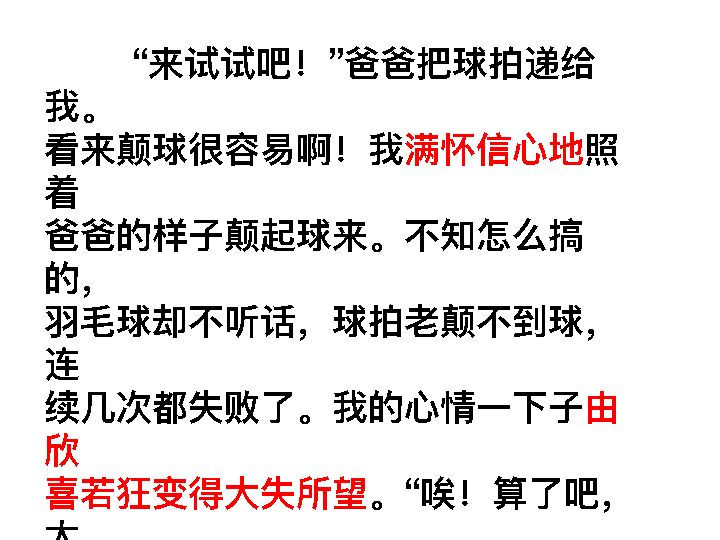 “来试试吧！”爸爸把球拍递给
我。
看来颠球很容易啊！我满怀信心地照
着
爸爸的样子颠起球来。不知怎么搞
的，
羽毛球却不听话，球拍老颠不到球，
连
续几次都失败了。我的心情一下子由
欣
喜若狂变得大失所望。“唉！算了吧，